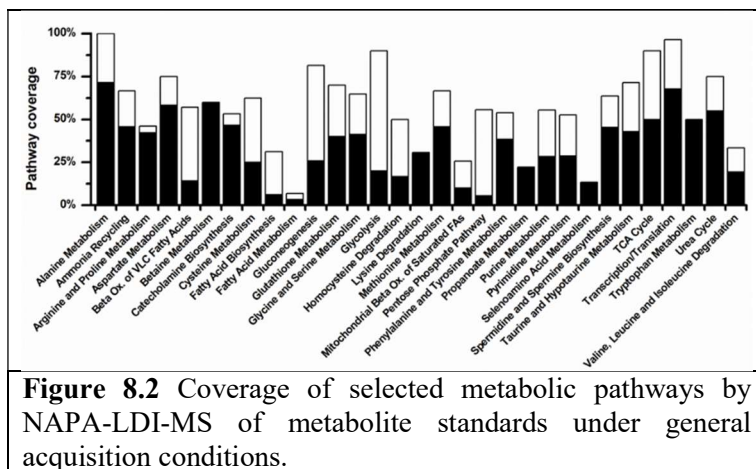 100%
75%
50%
25%
0%
Pathway coverage
Alanine Metabolism
Ammonia Recycling
Arginine and Proline Metabolism
Aspartate Metabolism
Beta Ox. of VLC Fatty Acids
Betaine Metabolism
Catecholamine Biosynthesis
Cysteine Metabolism
Fatty Acid Biosynthesis
Fatty Acid Metabolism
Gluconeogenesis
Glutathione Metabolism
Glycine and Serine Metabolism
Glycolysis
Homocysteine Degradation
Lysine Degradation
Methionine Metabolism
Mitochondrial Beta Ox. of Saturated FAs
Pentose Phosphate Pathway
Phenylalanine and Tyrosine Metabolism
Propanoate Metabolism
Purine Metabolism
Pyrimidine Metabolism
Selenoamino Acid Metabolism
Spermidine and Spermine Biosynthesis
Taurine and Hypotaurine Metabolism
TCA Cycle
Transcription/Translation
Tryptophan Metabolism
Urea Cycle
Valine, Leucine and Isoleucine Degradation
Figure 8.2 Coverage of selected metabolic pathways by
NAPA-LDI-MS of metabolite standards under general
acquisition conditions.